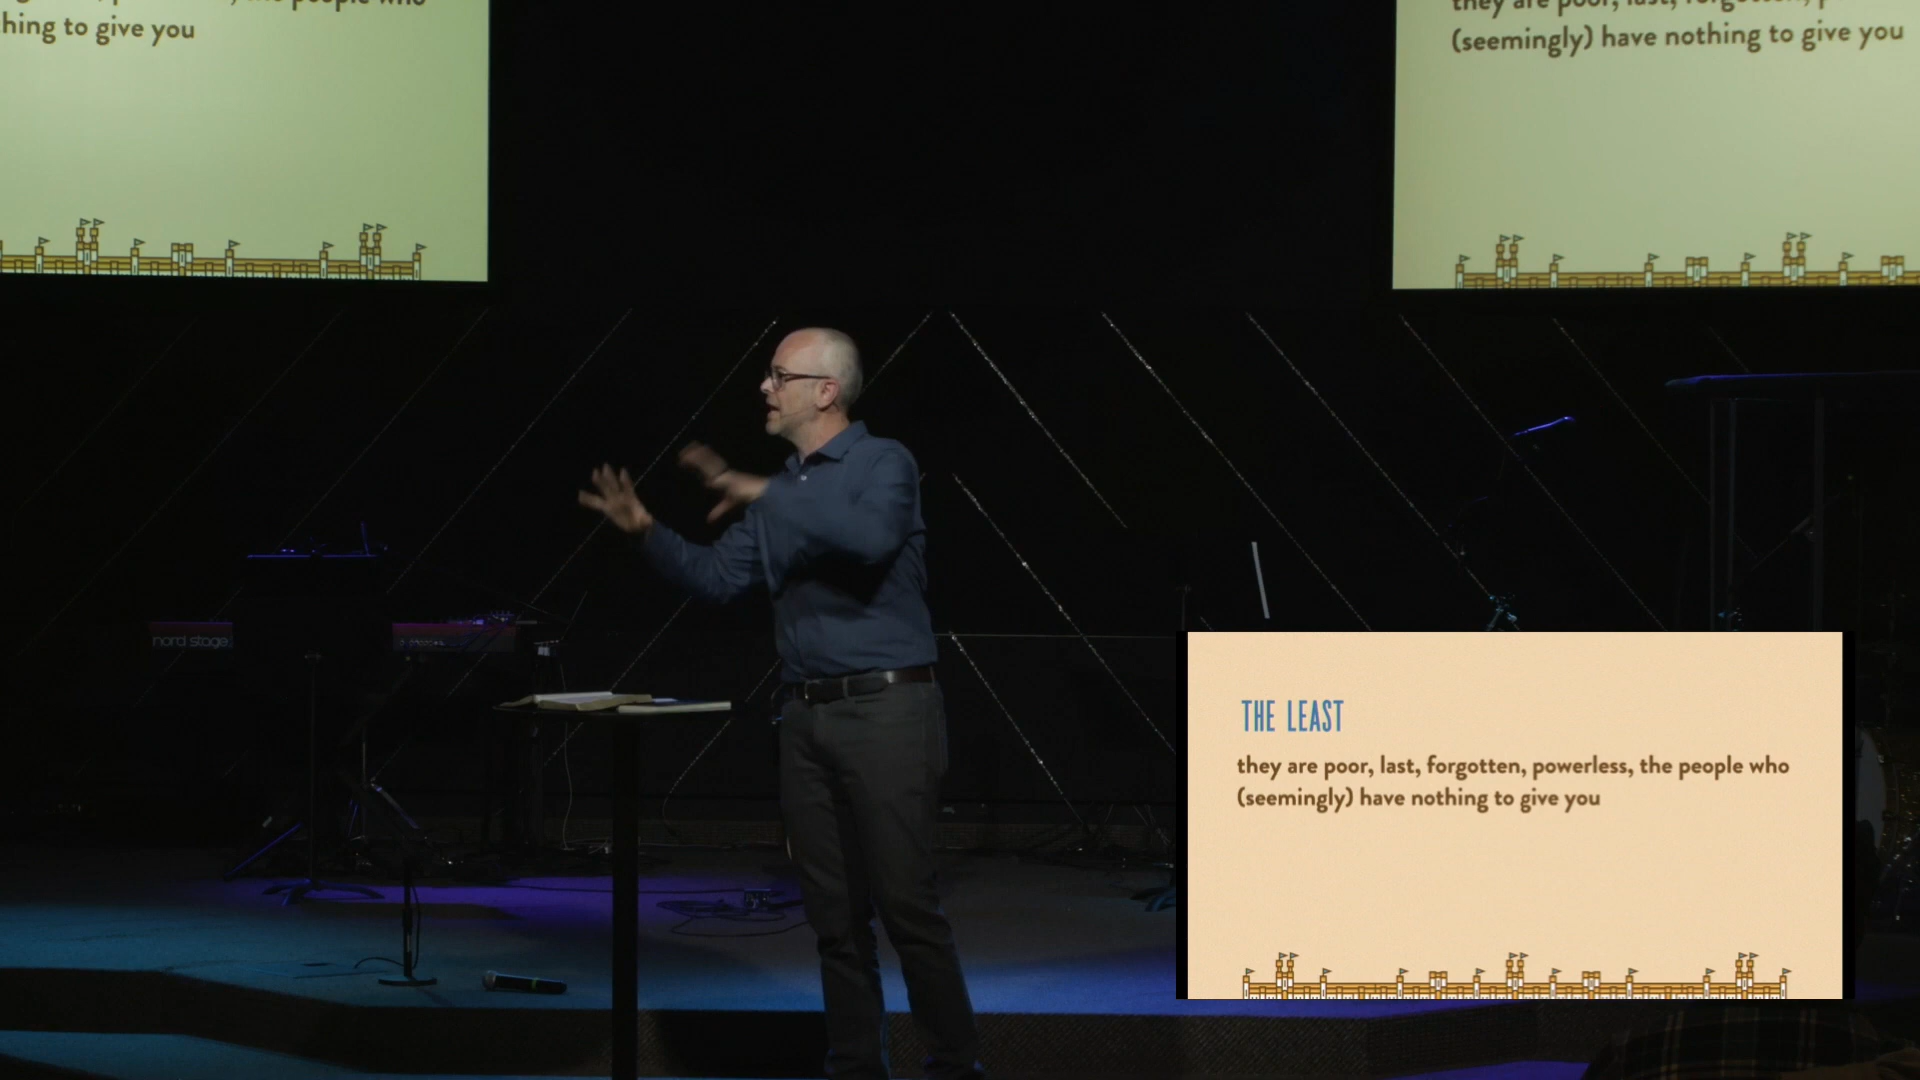 hing to give you
(seemingly) have nothing to give you
nord stage
THE LEAST
they are poor, last, forgotten, powerless, the people who
(seemingly) have nothing to give you